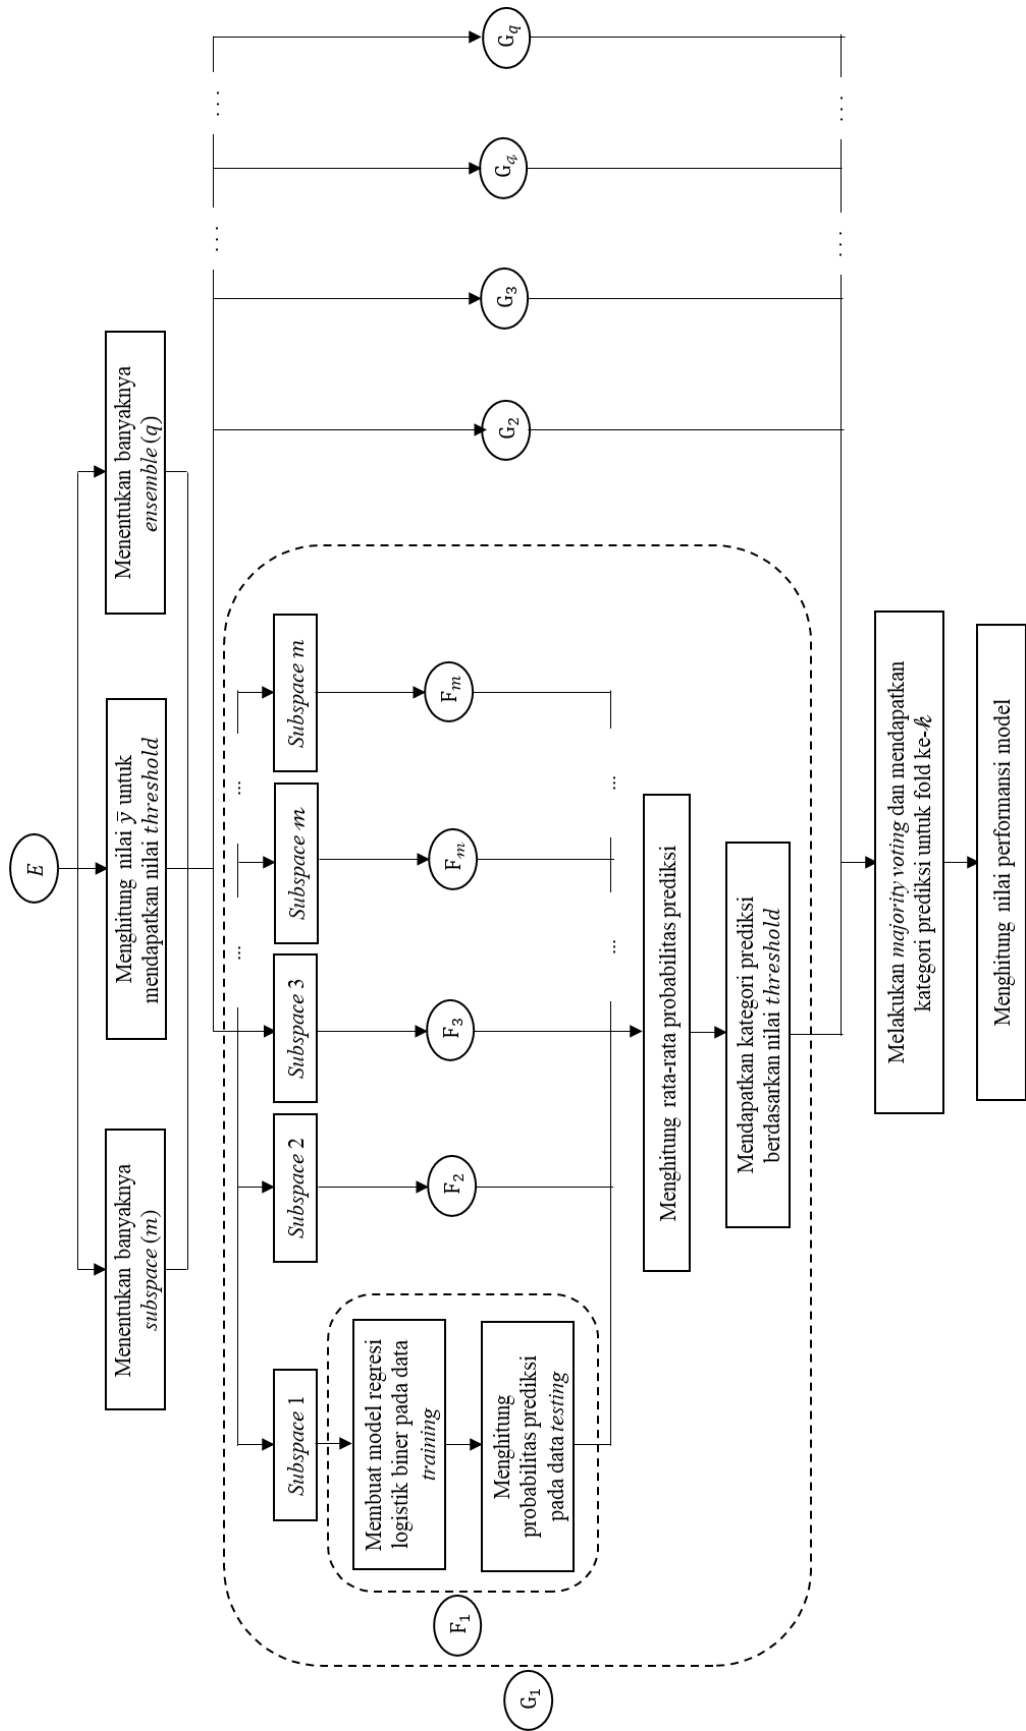 E
Menentukan banyaknya
subspace (m)
Menghitung nilai ȳ untuk
mendapatkan nilai threshold
Menentukan banyaknya
ensemble (q)
...
...
Subspace 1
Subspace 2
Subspace 3
...
Subspace m
...
Subspace m
Membuat model regresi
logistik biner pada data
training
Menghitung
probabilitas prediksi
pada data testing
F₁
F₂
F₃
Fₘ
Fₘ
...
...
G₁
G₂
G₃
Gq
Gq
Menghitung rata-rata probabilitas prediksi
Mendapatkan kategori prediksi
berdasarkan nilai threshold
...
...
Melakukan majority voting dan mendapatkan
kategori prediksi untuk fold ke-k
Menghitung nilai performansi model